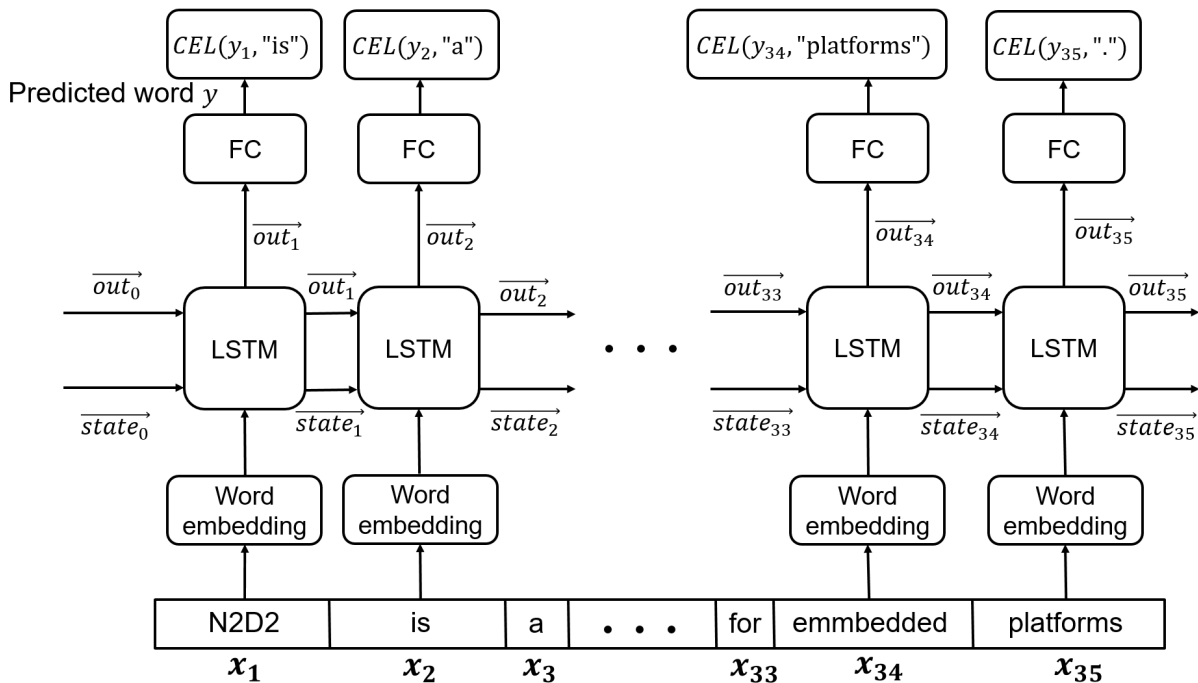 CEL(y₁, "is") CEL(y₂, "a") CEL(y₃₄, "platforms") CEL(y₃₅, ".")
Predicted word y
FC FC FC FC
out₁ out₂ out₃₄ out₃₅
out₀ out₁ out₂ out₃₃ out₃₄ out₃₅
LSTM LSTM . . . LSTM LSTM
state₀ state₁ state₂ state₃₃ state₃₄ state₃₅
Word embedding Word embedding Word embedding Word embedding
N2D2 is a . . . for emmbedded platforms
x₁ x₂ x₃ x₃₃ x₃₄ x₃₅